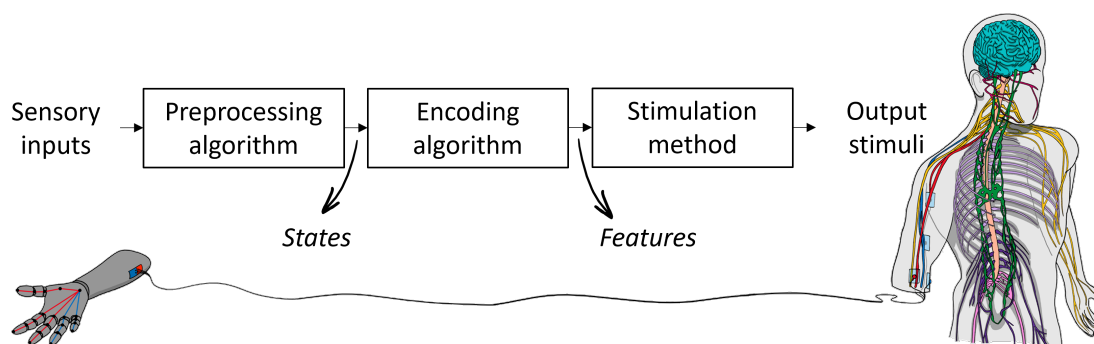 Sensory
inputs
Preprocessing
algorithm
Encoding
algorithm
Stimulation
method
Output
stimuli
States
Features